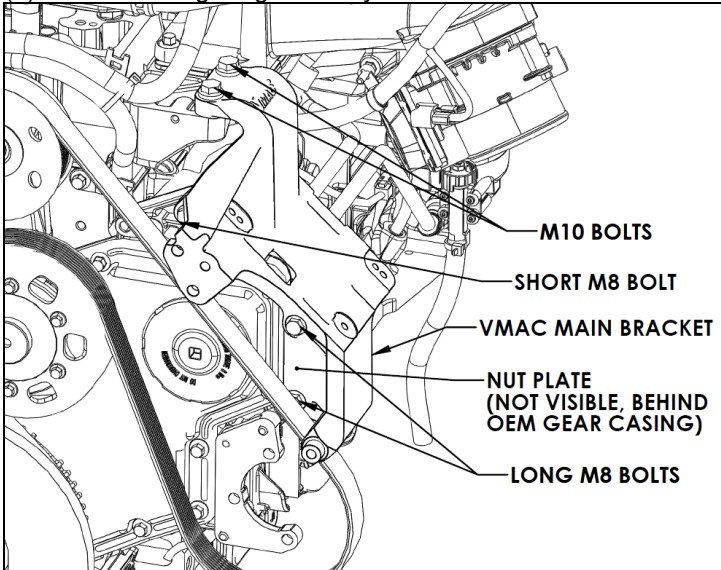 M10 BOLTS
SHORT M8 BOLT
VMAC MAIN BRACKET
NUT PLATE
(NOT VISIBLE, BEHIND
OEM GEAR CASING)
LONG M8 BOLTS